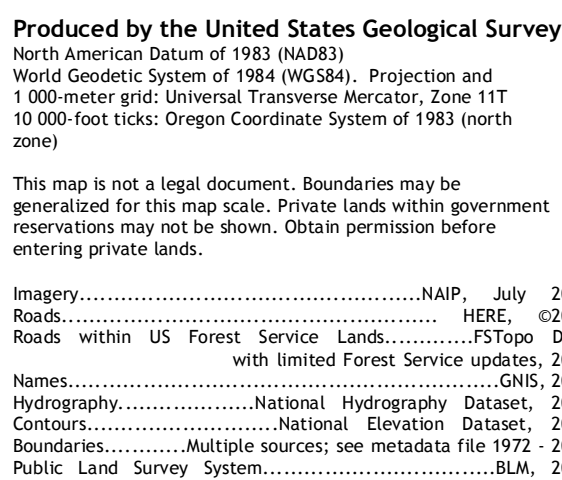 Produced by the United States Geological Survey
North American Datum of 1983 (NAD83)
World Geodetic System of 1984 (WGS84). Projection and
1 000-meter grid: Universal Transverse Mercator, Zone 11T
10 000-foot ticks: Oregon Coordinate System of 1983 (north
zone)
This map is not a legal document. Boundaries may be
generalized for this map scale. Private lands within government
reservations may not be shown. Obtain permission before
entering private lands.
Imagery..................................................NAIP, July
Roads....................................................... HERE,
Roads within US Forest Service Lands.............FSTopo
with limited Forest Service updates,
Names...............................................................GNIS,
Hydrography....................National Hydrography Dataset,
Contours............................National Elevation Dataset,
Boundaries............Multiple sources; see metadata file 1972 -
Public Land Survey System..................................BLM,